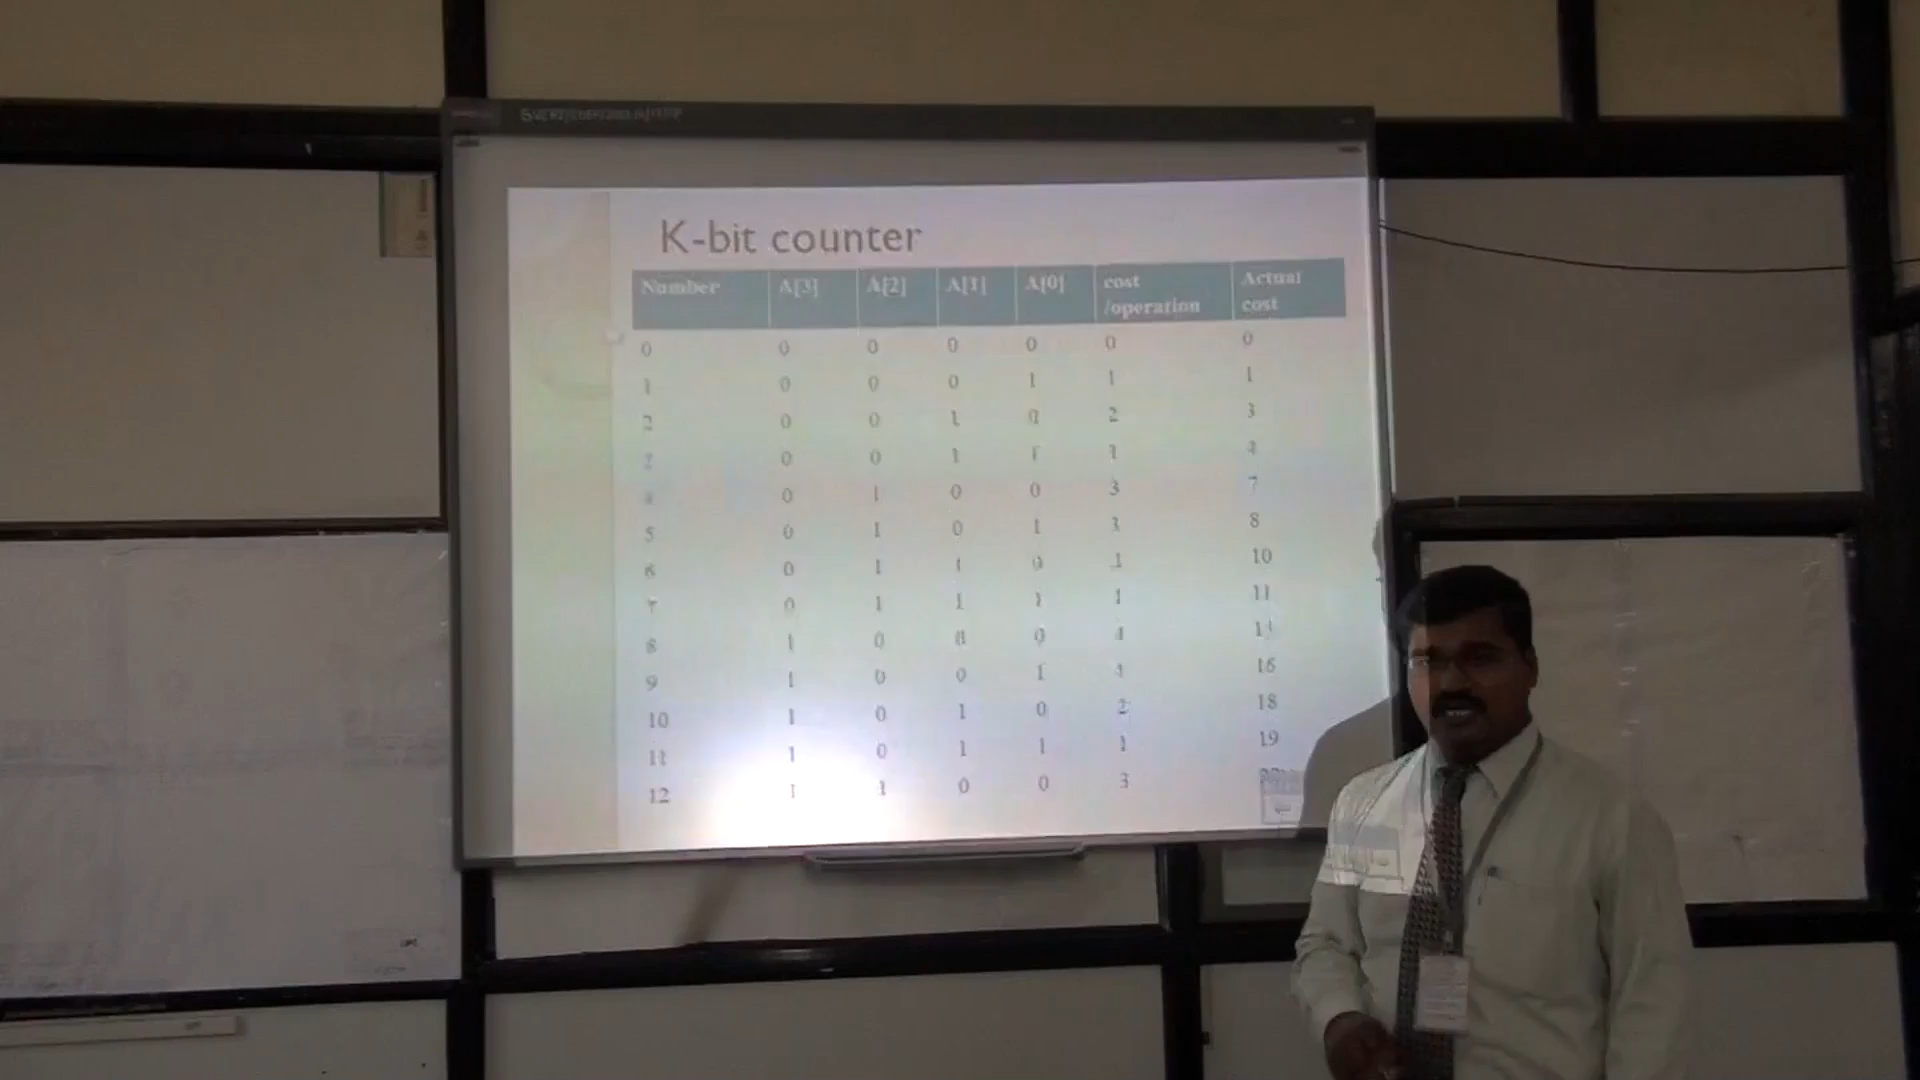 K-bit counter
Number A[3] A[2] A[1] A[0] cost /operation Actual cost
0 0 0 0 0 0 0
1 0 0 0 1 1 1
2 0 0 1 0 2 3
0 0 1 1 1 4
0 1 0 0 3 7
5 0 1 0 1 8
6 0 1 1 0 10
7 0 1 1 1 1 11
8 1 0 0 0 4
9 1 0 0 1 16
10 1 0 1 0 2 18
11 1 0 1 1 1 19
12 1 1 0 0 3